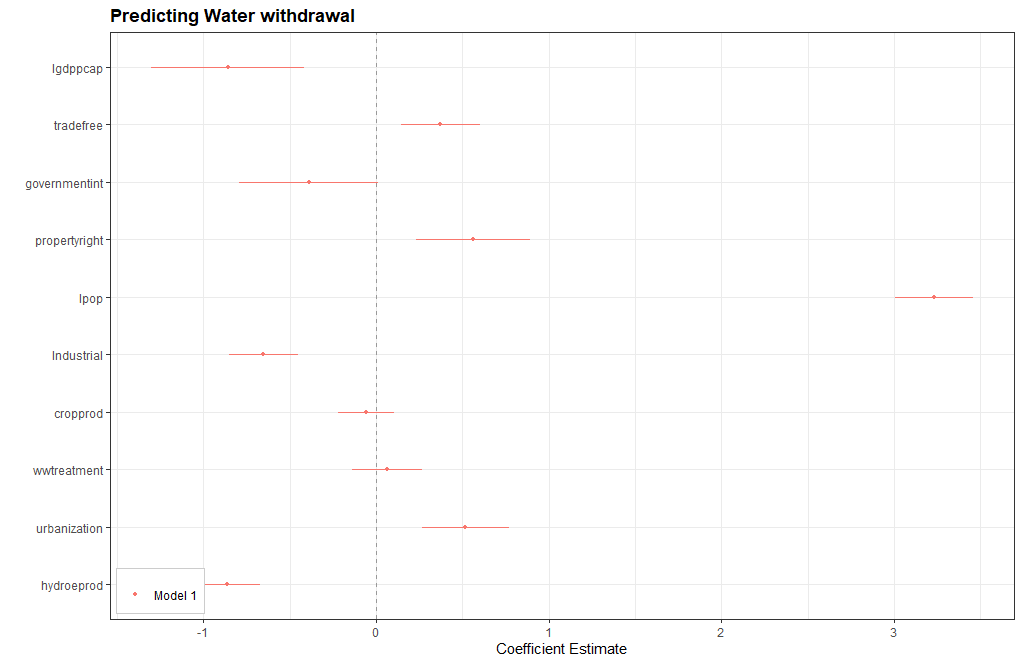 Predicting Water withdrawal
lgdppcap
tradefree
governmentint
propertyright
lpop
Industrial
cropprod
wwtreatment
urbanization
hydroeprod
Model 1
-1 0 1 2 3
Coefficient Estimate